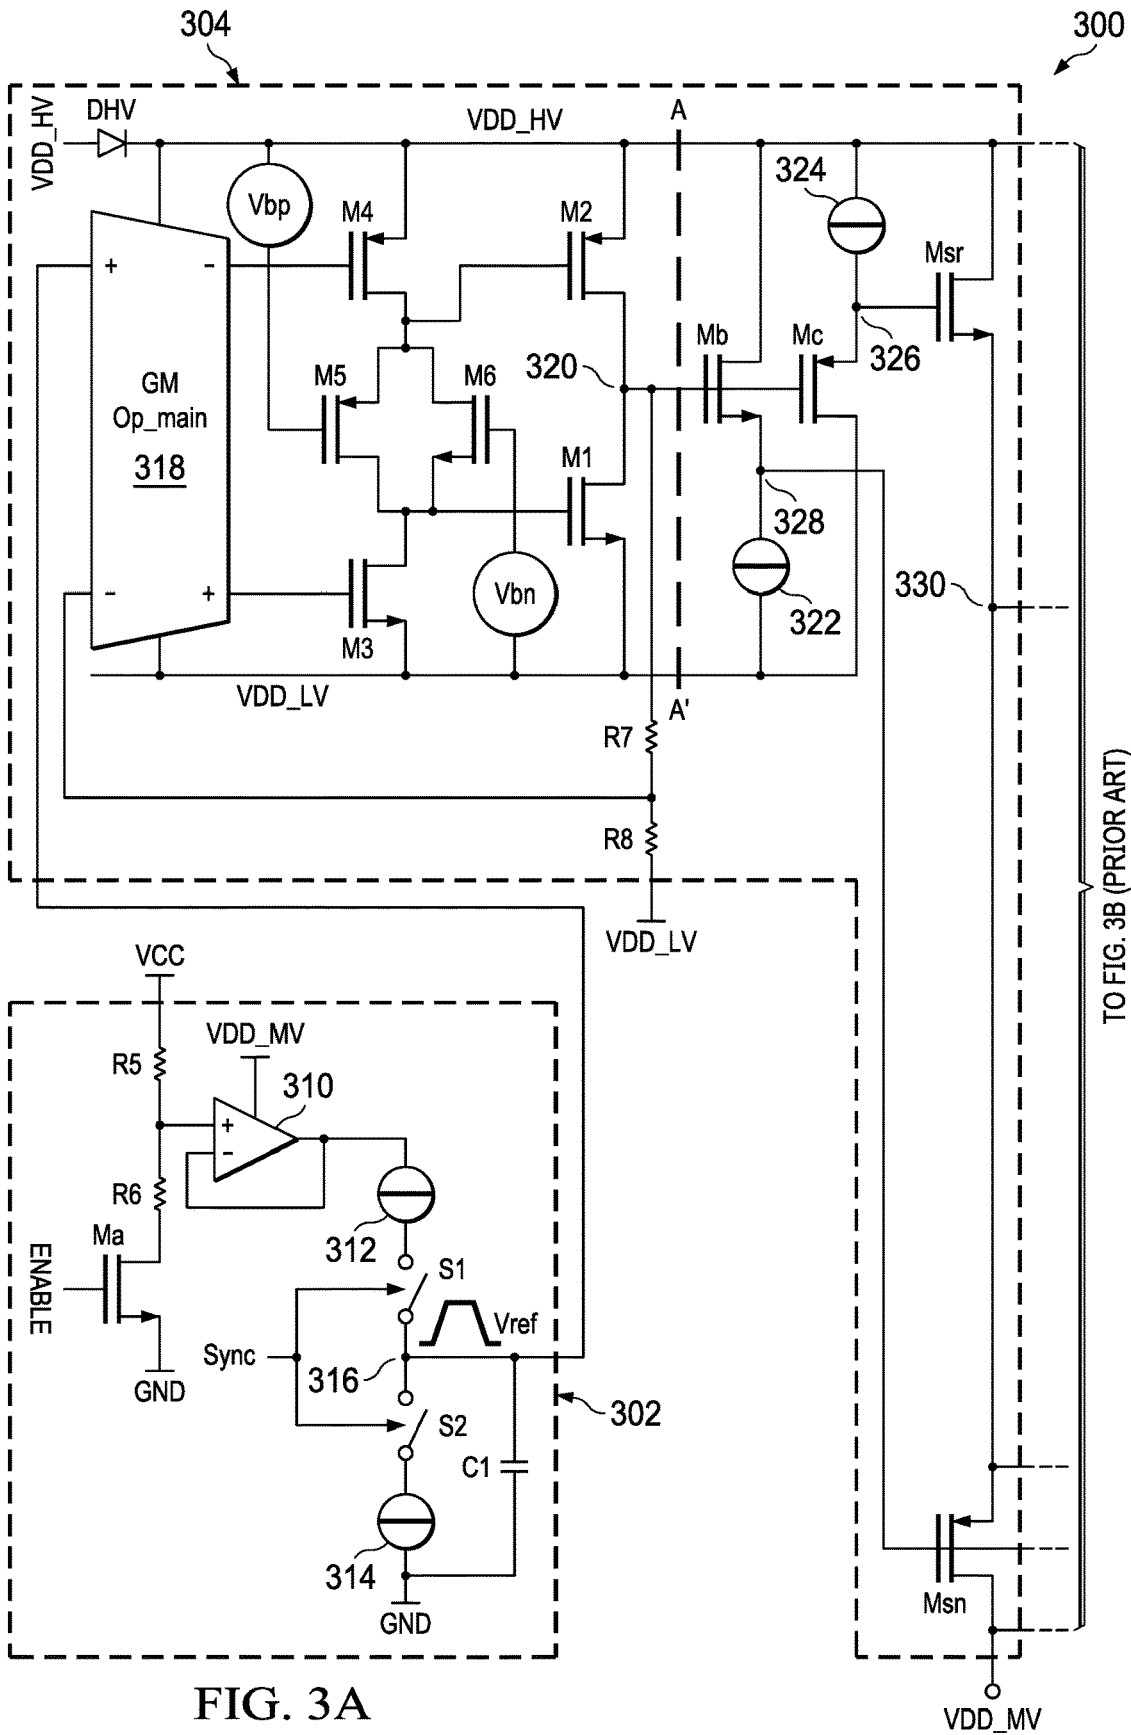 304
300
VDD_HV
DHV
VDD_HV
A
Vbp
M4
M2
324
Msr
+
-
GM
Op_main
318
M5
M6
320
Mb
Mc
326
M1
328
-
+
Vbn
322
330
M3
VDD_LV
A'
R7
R8
VDD_LV
TO FIG. 3B (PRIOR ART)
VCC
VDD_MV
R5
310
+
-
R6
Ma
312
ENABLE
S1
Vref
Sync
316
GND
302
S2
C1
314
GND
Msn
FIG. 3A
VDD_MV